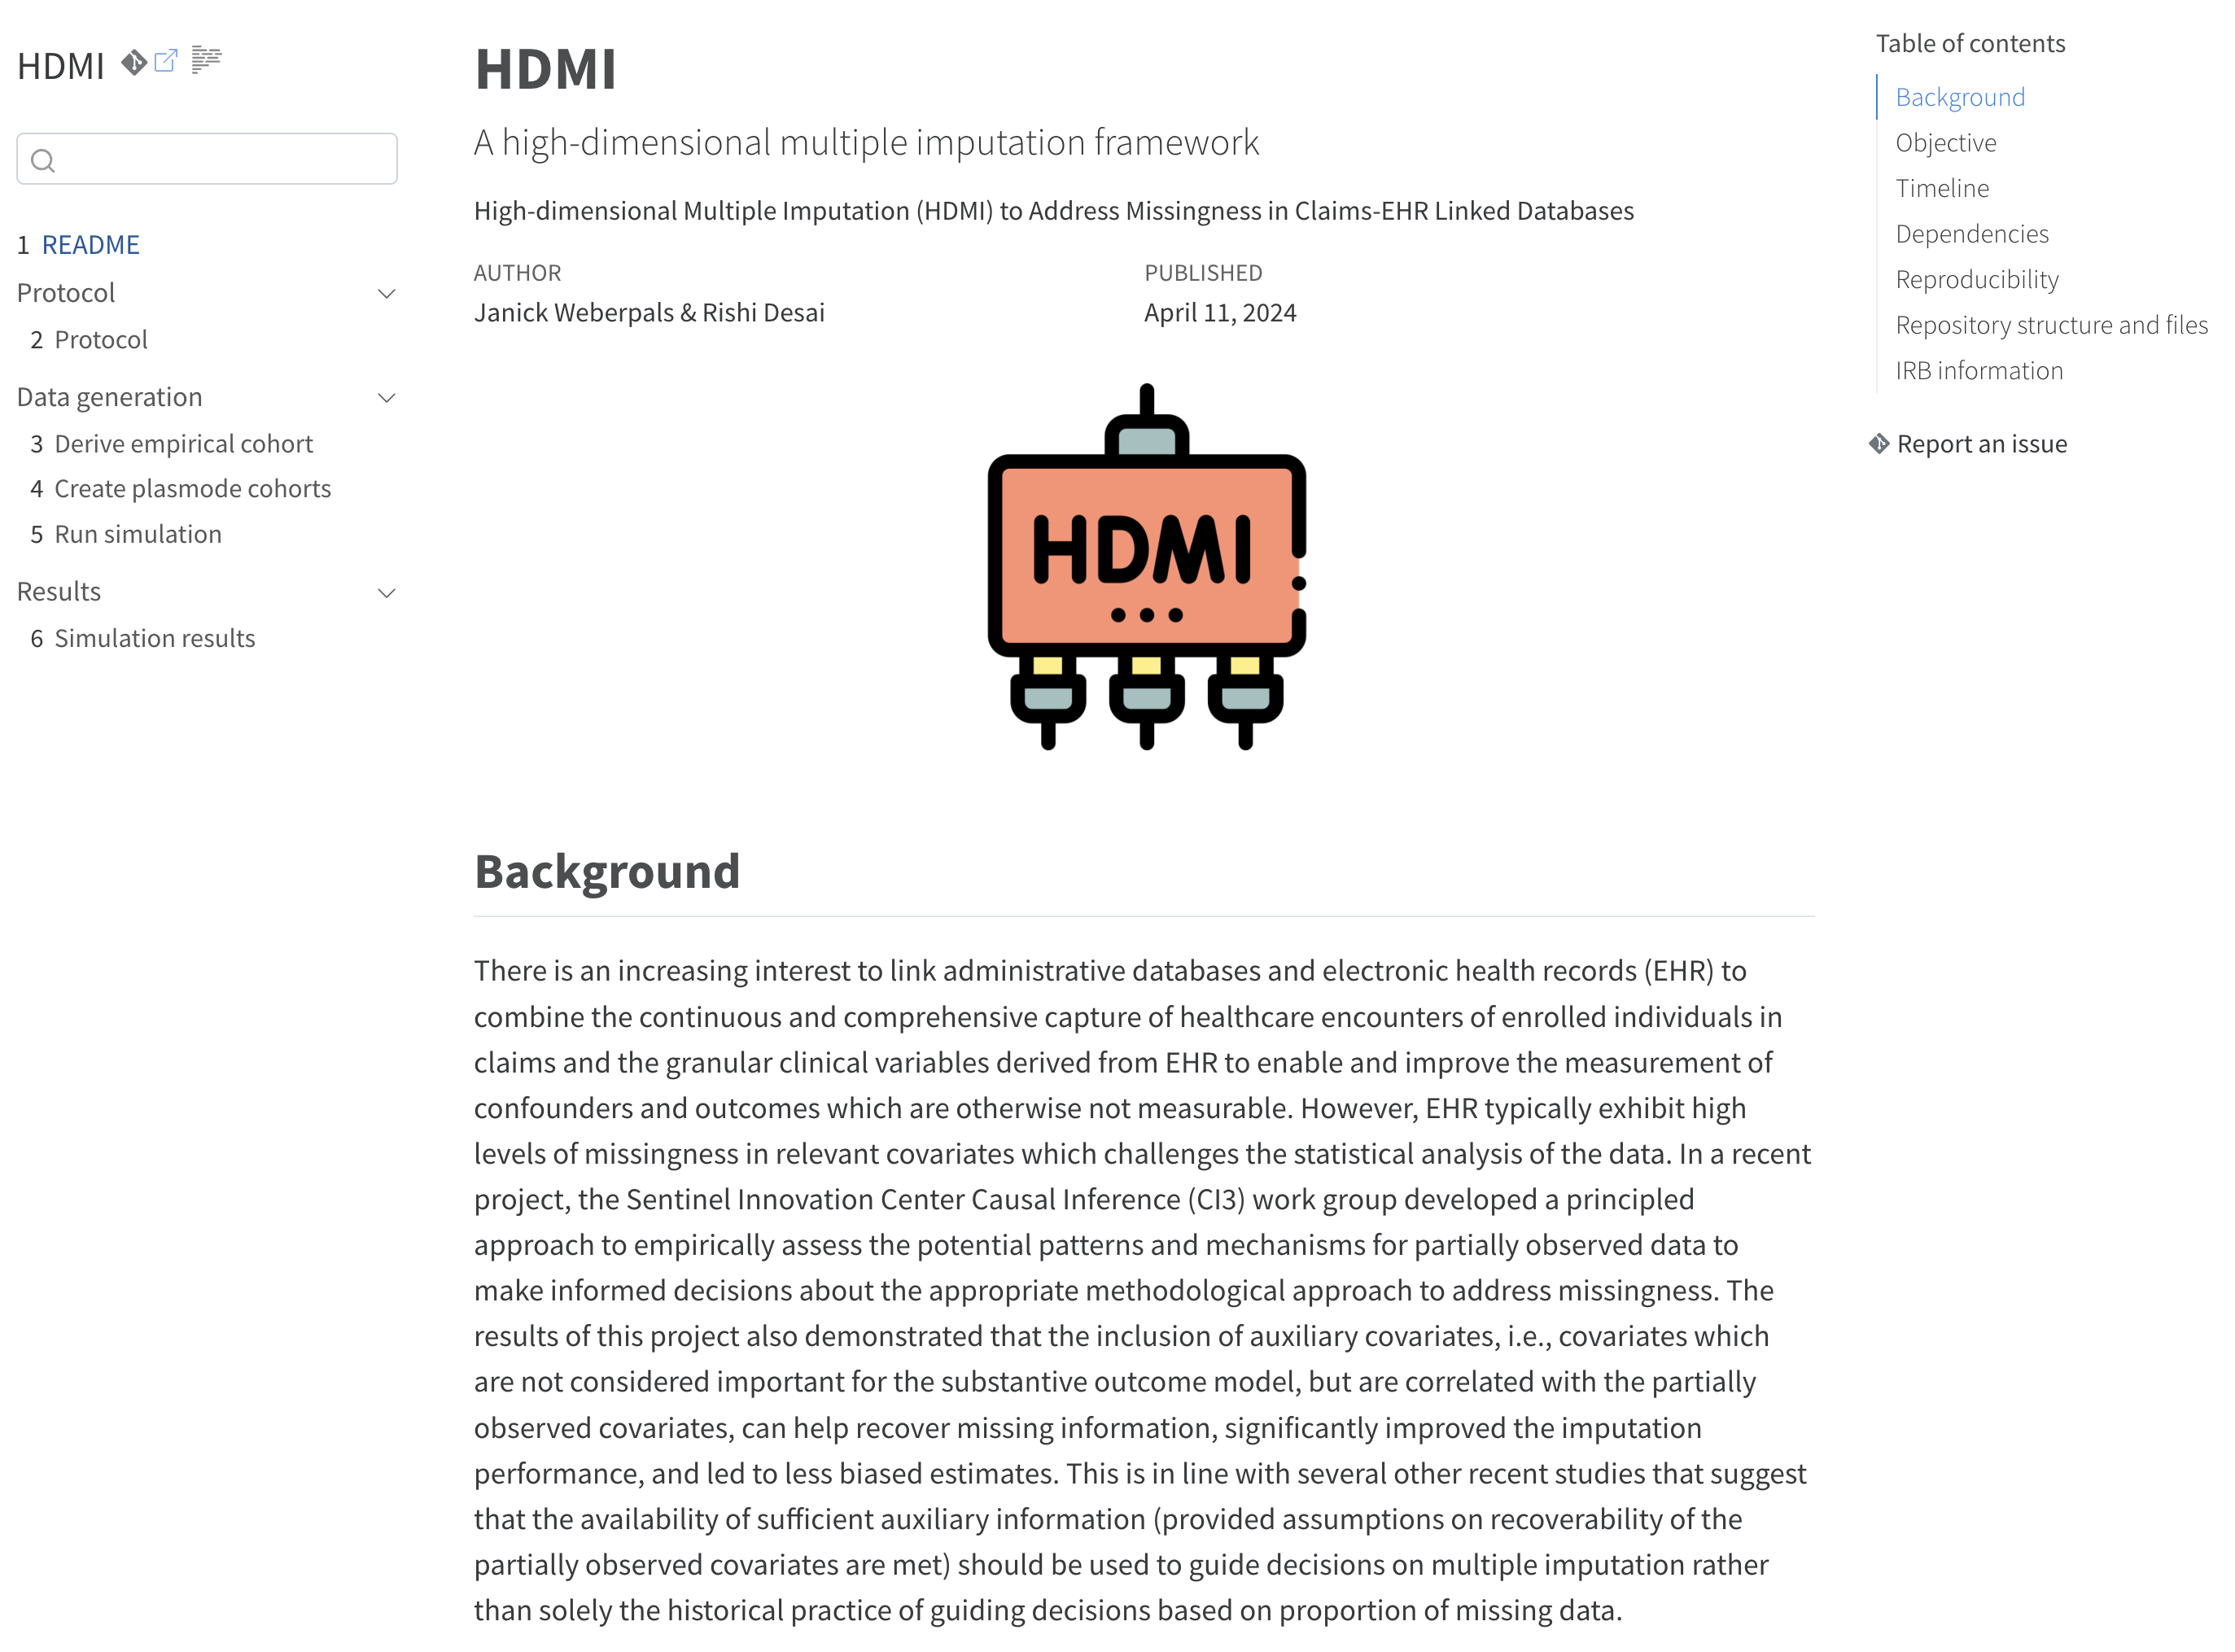 HDMI
1 README
Protocol
2 Protocol
Data generation
3 Derive empirical cohort
4 Create plasmode cohorts
5 Run simulation
Results
6 Simulation results
HDMI
A high-dimensional multiple imputation framework
High-dimensional Multiple Imputation (HDMI) to Address Missingness in Claims-EHR Linked Databases
AUTHOR
Janick Weberpals & Rishi Desai
PUBLISHED
April 11, 2024
HDMI
Background
There is an increasing interest to link administrative databases and electronic health records (EHR) to
combine the continuous and comprehensive capture of healthcare encounters of enrolled individuals in
claims and the granular clinical variables derived from EHR to enable and improve the measurement of
confounders and outcomes which are otherwise not measurable. However, EHR typically exhibit high
levels of missingness in relevant covariates which challenges the statistical analysis of the data. In a recent
project, the Sentinel Innovation Center Causal Inference (CI3) work group developed a principled
approach to empirically assess the potential patterns and mechanisms for partially observed data to
make informed decisions about the appropriate methodological approach to address missingness. The
results of this project also demonstrated that the inclusion of auxiliary covariates, i.e., covariates which
are not considered important for the substantive outcome model, but are correlated with the partially
observed covariates, can help recover missing information, significantly improved the imputation
performance, and led to less biased estimates. This is in line with several other recent studies that suggest
that the availability of sufficient auxiliary information (provided assumptions on recoverability of the
partially observed covariates are met) should be used to guide decisions on multiple imputation rather
than solely the historical practice of guiding decisions based on proportion of missing data.
Table of contents
Background
Objective
Timeline
Dependencies
Reproducibility
Repository structure and files
IRB information
Report an issue